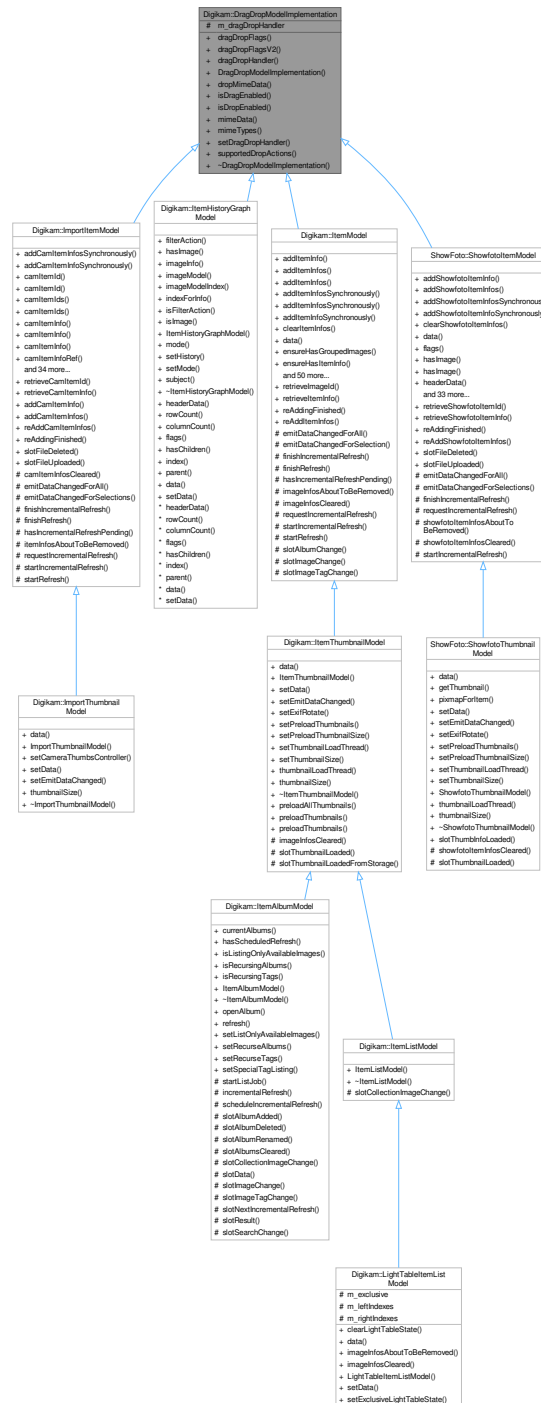 Digikam::DragDropModelImplementation
# m_dragDropHandler
+ dragDropFlags()
+ dragDropFlagsV2()
+ dragDropHandler()
+ DragDropModelImplementation()
+ dropMimeData()
+ isDragEnabled()
+ isDropEnabled()
+ mimeData()
+ mimeTypes()
+ setDragDropHandler()
+ supportedDropActions()
+ ~DragDropModelImplementation()
Digikam::ImportItemModel
+ addCamItemInfosSynchronously()
+ addCamItemInfoSynchronously()
+ camItemId()
+ camItemId()
+ camItemIds()
+ camItemIds()
+ camItemInfo()
+ camItemInfo()
+ camItemInfo()
+ camItemInfoRef()
and 34 more...
+ retrieveCamItemId()
+ retrieveCamItemInfo()
+ addCamItemInfo()
+ addCamItemInfos()
+ reAddCamItemInfos()
+ reAddingFinished()
+ slotFileDeleted()
+ slotFileUploaded()
# camItemInfosCleared()
# emitDataChangedForAll()
# emitDataChangedForSelections()
# finishIncrementalRefresh()
# finishRefresh()
# hasIncrementalRefreshPending()
# itemInfosAboutToBeRemoved()
# requestIncrementalRefresh()
# startIncrementalRefresh()
# startRefresh()
Digikam::ItemHistoryGraph
Model
+ filterAction()
+ hasImage()
+ imageInfo()
+ imageModel()
+ imageModelIndex()
+ indexForInfo()
+ isFilterAction()
+ isImage()
+ ItemHistoryGraphModel()
+ mode()
+ setHistory()
+ setMode()
+ subject()
+ ~ItemHistoryGraphModel()
+ headerData()
+ rowCount()
+ columnCount()
+ flags()
+ hasChildren()
+ index()
+ parent()
+ data()
+ setData()
* headerData()
* rowCount()
* columnCount()
* flags()
* hasChildren()
* index()
* parent()
* data()
* setData()
Digikam::ItemModel
+ addItemInfo()
+ addItemInfos()
+ addItemInfos()
+ addItemInfosSynchronously()
+ addItemInfoSynchronously()
+ addItemInfoSynchronously()
+ clearItemInfos()
+ data()
+ ensureHasGroupedImages()
+ ensureHasItemInfo()
and 50 more...
+ retrieveImageId()
+ retrieveItemInfo()
+ reAddingFinished()
+ reAddItemInfos()
# emitDataChangedForAll()
# emitDataChangedForSelection()
# finishIncrementalRefresh()
# finishRefresh()
# hasIncrementalRefreshPending()
# imageInfosAboutToBeRemoved()
# imageInfosCleared()
# requestIncrementalRefresh()
# startIncrementalRefresh()
# startRefresh()
# slotAlbumChange()
# slotImageChange()
# slotImageTagChange()
ShowFoto::ShowfotoItemModel
+ addShowfotoItemInfo()
+ addShowfotoItemInfos()
+ addShowfotoItemInfosSynchronous
+ addShowfotoItemInfoSynchronously
+ clearShowfotoItemInfos()
+ data()
+ flags()
+ hasImage()
+ hasImage()
+ headerData()
and 33 more...
+ retrieveShowfotoItemId()
+ retrieveShowfotoItemInfo()
+ reAddingFinished()
+ reAddShowfotoItemInfos()
+ slotFileDeleted()
+ slotFileUploaded()
# emitDataChangedForAll()
# emitDataChangedForSelections()
# finishIncrementalRefresh()
# requestIncrementalRefresh()
# showfotoItemInfosAboutTo
BeRemoved()
# showfotoItemInfosCleared()
# startIncrementalRefresh()
Digikam::ImportThumbnail
Model
+ data()
+ ImportThumbnailModel()
+ setCameraThumbsController()
+ setData()
+ setEmitDataChanged()
+ thumbnailSize()
+ ~ImportThumbnailModel()
Digikam::ItemThumbnailModel
+ data()
+ ItemThumbnailModel()
+ setData()
+ setEmitDataChanged()
+ setExifRotate()
+ setPreloadThumbnails()
+ setPreloadThumbnailSize()
+ setThumbnailLoadThread()
+ setThumbnailSize()
+ thumbnailLoadThread()
+ thumbnailSize()
+ ~ItemThumbnailModel()
+ preloadAllThumbnails()
+ preloadThumbnails()
+ preloadThumbnails()
# imageInfosCleared()
# slotThumbnailLoaded()
# slotThumbnailLoadedFromStorage()
ShowFoto::ShowfotoThumbnail
Model
+ data()
+ getThumbnail()
+ pixmapForItem()
+ setData()
+ setEmitDataChanged()
+ setExifRotate()
+ setPreloadThumbnails()
+ setPreloadThumbnailSize()
+ setThumbnailLoadThread()
+ setThumbnailSize()
+ ShowfotoThumbnailModel()
+ thumbnailLoadThread()
+ thumbnailSize()
+ ~ShowfotoThumbnailModel()
+ slotThumbInfoLoaded()
# showfotoItemInfosCleared()
# slotThumbnailLoaded()
Digikam::ItemAlbumModel
+ currentAlbums()
+ hasScheduledRefresh()
+ isListingOnlyAvailableImages()
+ isRecursingAlbums()
+ isRecursingTags()
+ ItemAlbumModel()
+ ~ItemAlbumModel()
+ openAlbum()
+ refresh()
+ setListOnlyAvailableImages()
+ setRecurseAlbums()
+ setRecurseTags()
+ setSpecialTagListing()
# startListJob()
# incrementalRefresh()
# scheduleIncrementalRefresh()
# slotAlbumAdded()
# slotAlbumDeleted()
# slotAlbumRenamed()
# slotAlbumsCleared()
# slotCollectionImageChange()
# slotData()
# slotImageChange()
# slotImageTagChange()
# slotNextIncrementalRefresh()
# slotResult()
# slotSearchChange()
Digikam::ItemListModel
+ ItemListModel()
+ ~ItemListModel()
# slotCollectionImageChange()
Digikam::LightTableItemList
Model
# m_exclusive
# m_leftIndexes
# m_rightIndexes
+ clearLightTableState()
+ data()
+ imageInfosAboutToBeRemoved()
+ imageInfosCleared()
+ LightTableItemListModel()
+ setData()
+ setExclusiveLightTableState()